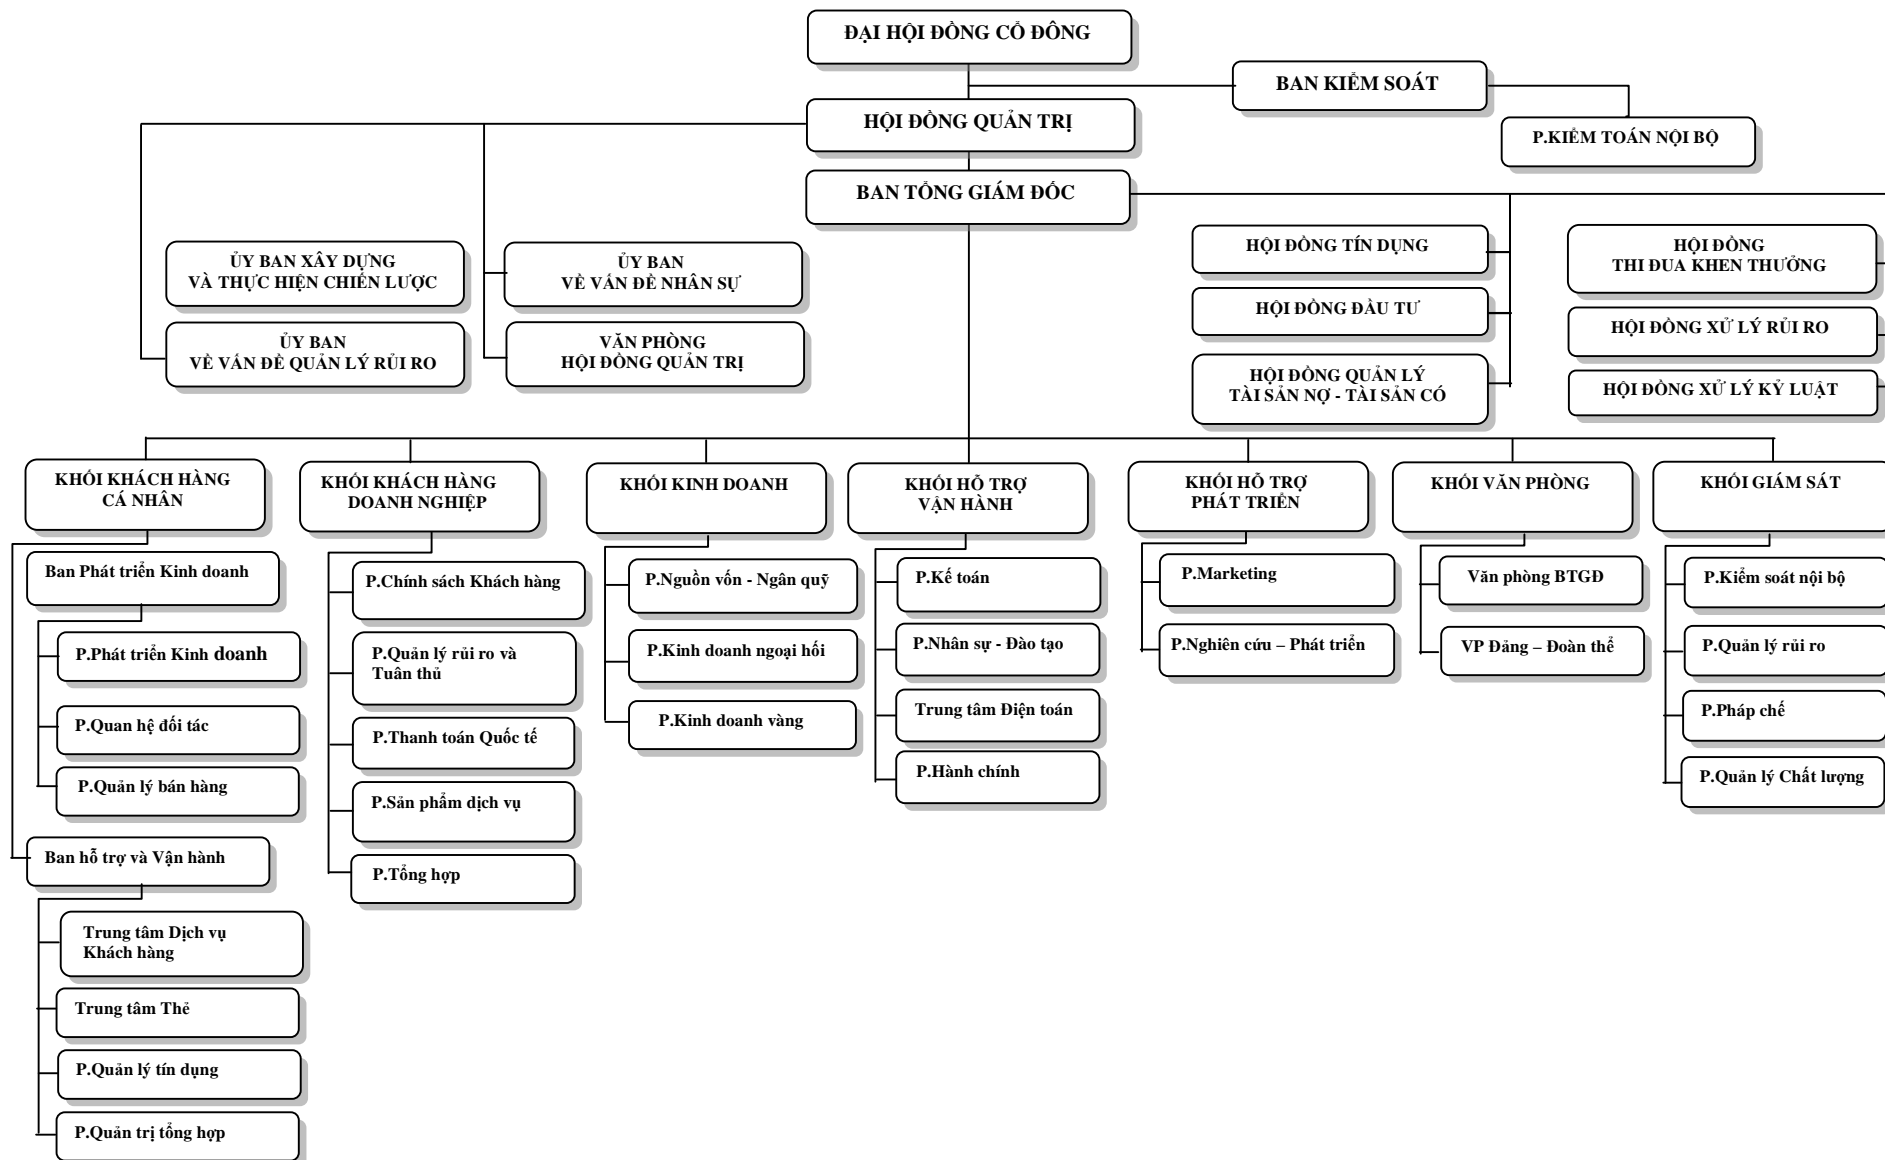 ĐẠI HỘI ĐỒNG CỔ ĐÔNG
BAN KIỂM SOÁT
HỘI ĐỒNG QUẢN TRỊ
P.KIỂM TOÁN NỘI BỘ
BAN TỔNG GIÁM ĐỐC
ỦY BAN XÂY DỰNG
VÀ THỰC HIỆN CHIẾN LƯỢC
ỦY BAN
VỀ VẤN ĐỀ NHÂN SỰ
HỘI ĐỒNG TÍN DỤNG
HỘI ĐỒNG
THI ĐUA KHEN THƯỞNG
ỦY BAN
VỀ VẤN ĐỀ QUẢN LÝ RỦI RO
VĂN PHÒNG
HỘI ĐỒNG QUẢN TRỊ
HỘI ĐỒNG ĐẦU TƯ
HỘI ĐỒNG XỬ LÝ RỦI RO
HỘI ĐỒNG QUẢN LÝ
TÀI SẢN NỢ - TÀI SẢN CÓ
HỘI ĐỒNG XỬ LÝ KỶ LUẬT
KHỐI KHÁCH HÀNG
CÁ NHÂN
KHỐI KHÁCH HÀNG
DOANH NGHIỆP
KHỐI KINH DOANH
KHỐI HỖ TRỢ
VẬN HÀNH
KHỐI HỖ TRỢ
PHÁT TRIỂN
KHỐI VĂN PHÒNG
KHỐI GIÁM SÁT
Ban Phát triển Kinh doanh
P.Phát triển Kinh doanh
P.Quan hệ đối tác
P.Quản lý bán hàng
Ban hỗ trợ và Vận hành
Trung tâm Dịch vụ
Khách hàng
Trung tâm Thẻ
P.Quản lý tín dụng
P.Quản trị tổng hợp
P.Chính sách Khách hàng
P.Quản lý rủi ro và
Tuân thủ
P.Thanh toán Quốc tế
P.Sản phẩm dịch vụ
P.Tổng hợp
P.Nguồn vốn - Ngân quỹ
P.Kinh doanh ngoại hối
P.Kinh doanh vàng
P.Kế toán
P.Nhân sự - Đào tạo
Trung tâm Điện toán
P.Hành chính
P.Marketing
P.Nghiên cứu – Phát triển
Văn phòng BTGĐ
VP Đảng – Đoàn thể
P.Kiểm soát nội bộ
P.Quản lý rủi ro
P.Pháp chế
P.Quản lý Chất lượng